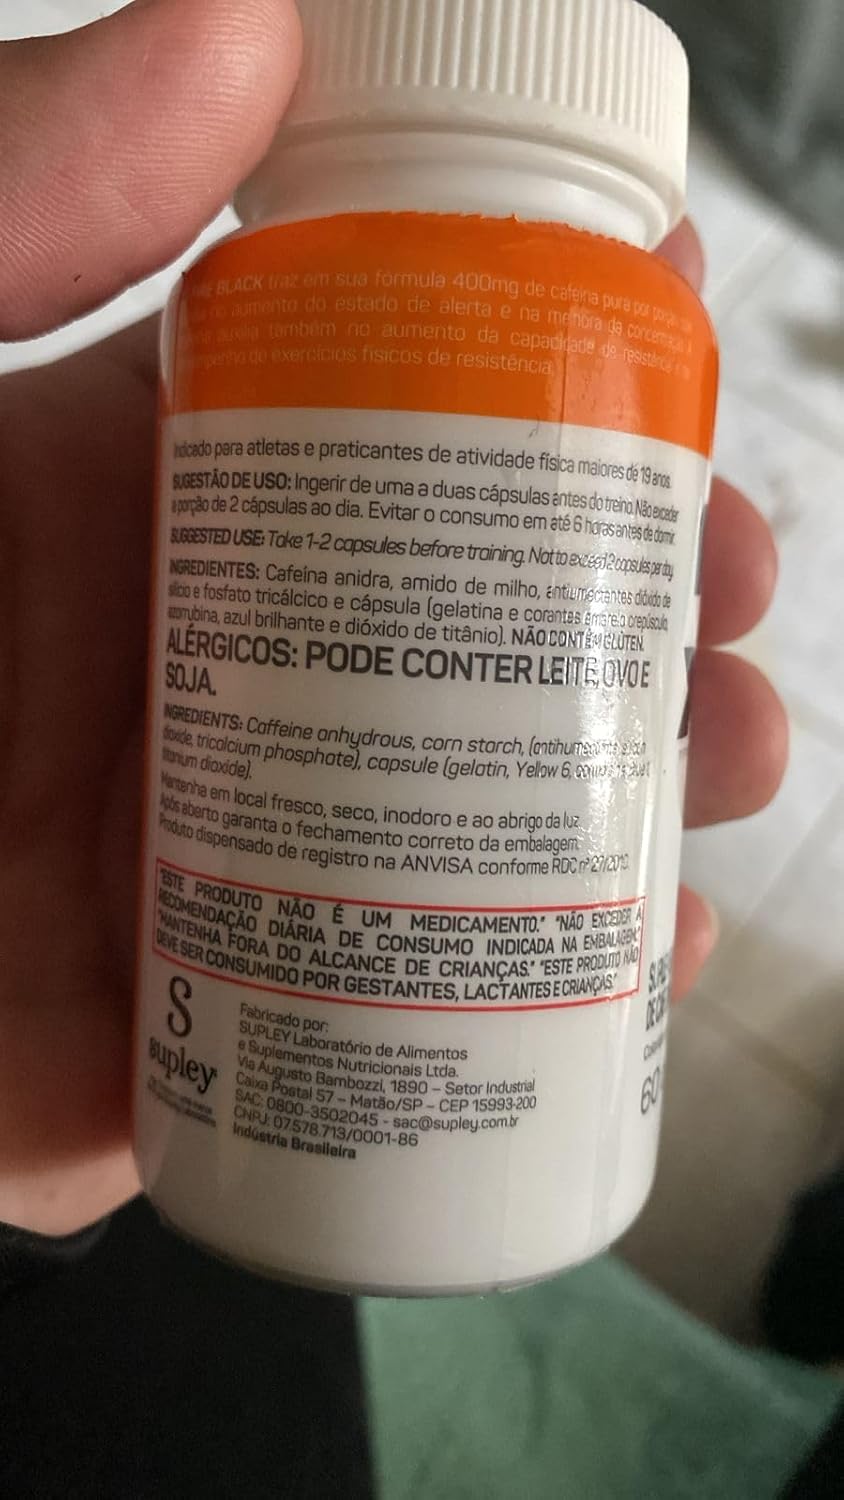 BLACK traz em sua fórmula 400mg de cafeína pura por
no aumento do estado de alerta e na melhora da concentração
auxilia também no aumento da capacidade de resistência
de exercícios físicos de resistência.
Indicado para atletas e praticantes de atividade física maiores de 19 anos.
SUGESTÃO DE USO: Ingerir de uma a duas cápsulas antes do treino. Não exceder
a porção de 2 cápsulas ao dia. Evitar o consumo em até 6 horas antes de dormir.
SUGGESTED USE: Take 1-2 capsules before training. Not to exceed 2 capsules per day.
INGREDIENTES: Cafeína anidra, amido de milho, antiumectantes dióxido de
silício e fosfato tricálcico e cápsula (gelatina e corantes amarelo crepúsculo,
azorrubina, azul brilhante e dióxido de titânio). NÃO CONTÉM GLÚTEN.
ALÉRGICOS: PODE CONTER LEITE, OVO E
SOJA.
INGREDIENTS: Caffeine anhydrous, corn starch, (antihumectants
dioxide, tricalcium phosphate), capsule (gelatin, Yellow 6,
titanium dioxide).
Mantenha em local fresco, seco, inodoro e ao abrigo da luz.
Após aberto garanta o fechamento correto da embalagem.
Produto dispensado de registro na ANVISA conforme RDC nº 27/2010.
"ESTE PRODUTO NÃO É UM MEDICAMENTO." "NÃO EXCEDER A
RECOMENDAÇÃO DIÁRIA DE CONSUMO INDICADA NA EMBALAGEM."
"MANTENHA FORA DO ALCANCE DE CRIANÇAS." "ESTE PRODUTO NÃO
DEVE SER CONSUMIDO POR GESTANTES, LACTANTES E CRIANÇAS."
S
supley
Fabricado por:
SUPLEY Laboratório de Alimentos
e Suplementos Nutricionais Ltda.
Via Augusto Bambozzi, 1890 – Setor Industrial
Caixa Postal 57 – Matão/SP – CEP 15993-200
SAC: 0800-3502045 - sac@supley.com.br
CNPJ: 07.578.713/0001-86
Indústria Brasileira
60